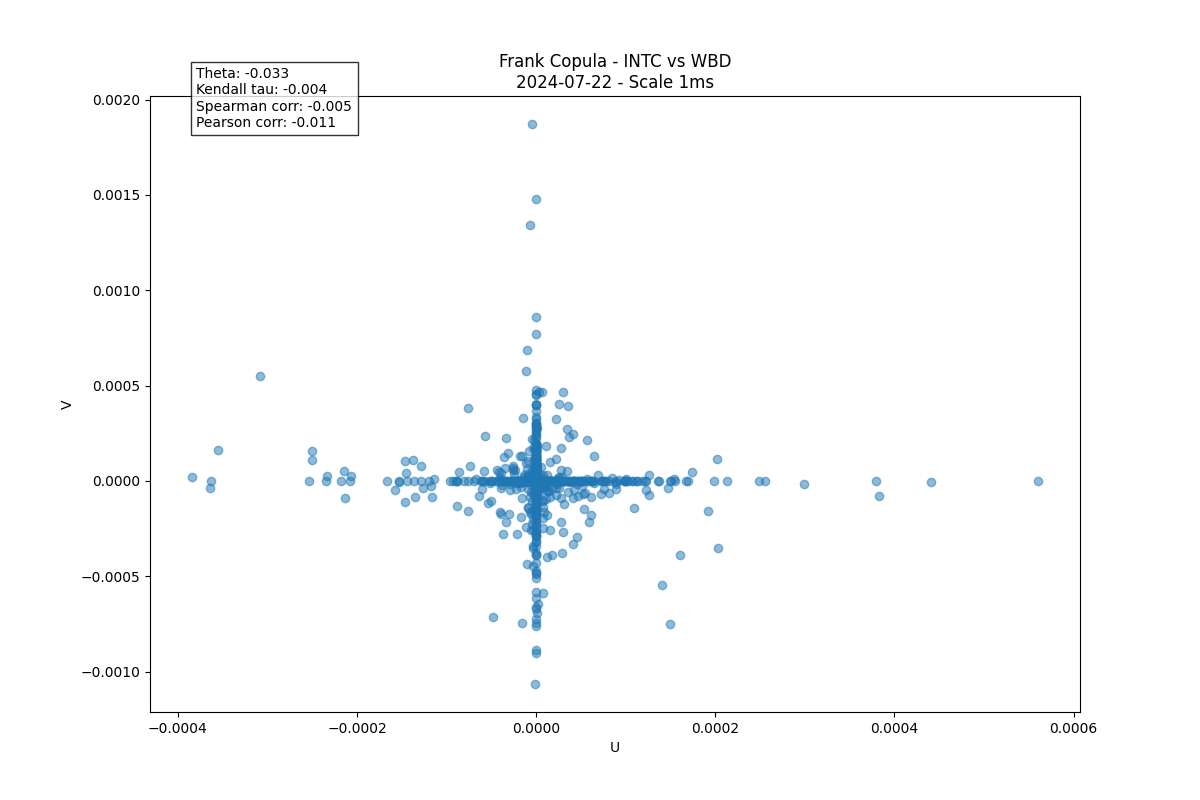 Frank Copula - INTC vs WBD
2024-07-22 - Scale 1ms
Theta: -0.033
Kendall tau: -0.004
Spearman corr: -0.005
Pearson corr: -0.011
0.0020
0.0015
0.0010
0.0005
0.0000
−0.0005
−0.0010
V
−0.0004
−0.0002
0.0000
0.0002
0.0004
0.0006
U